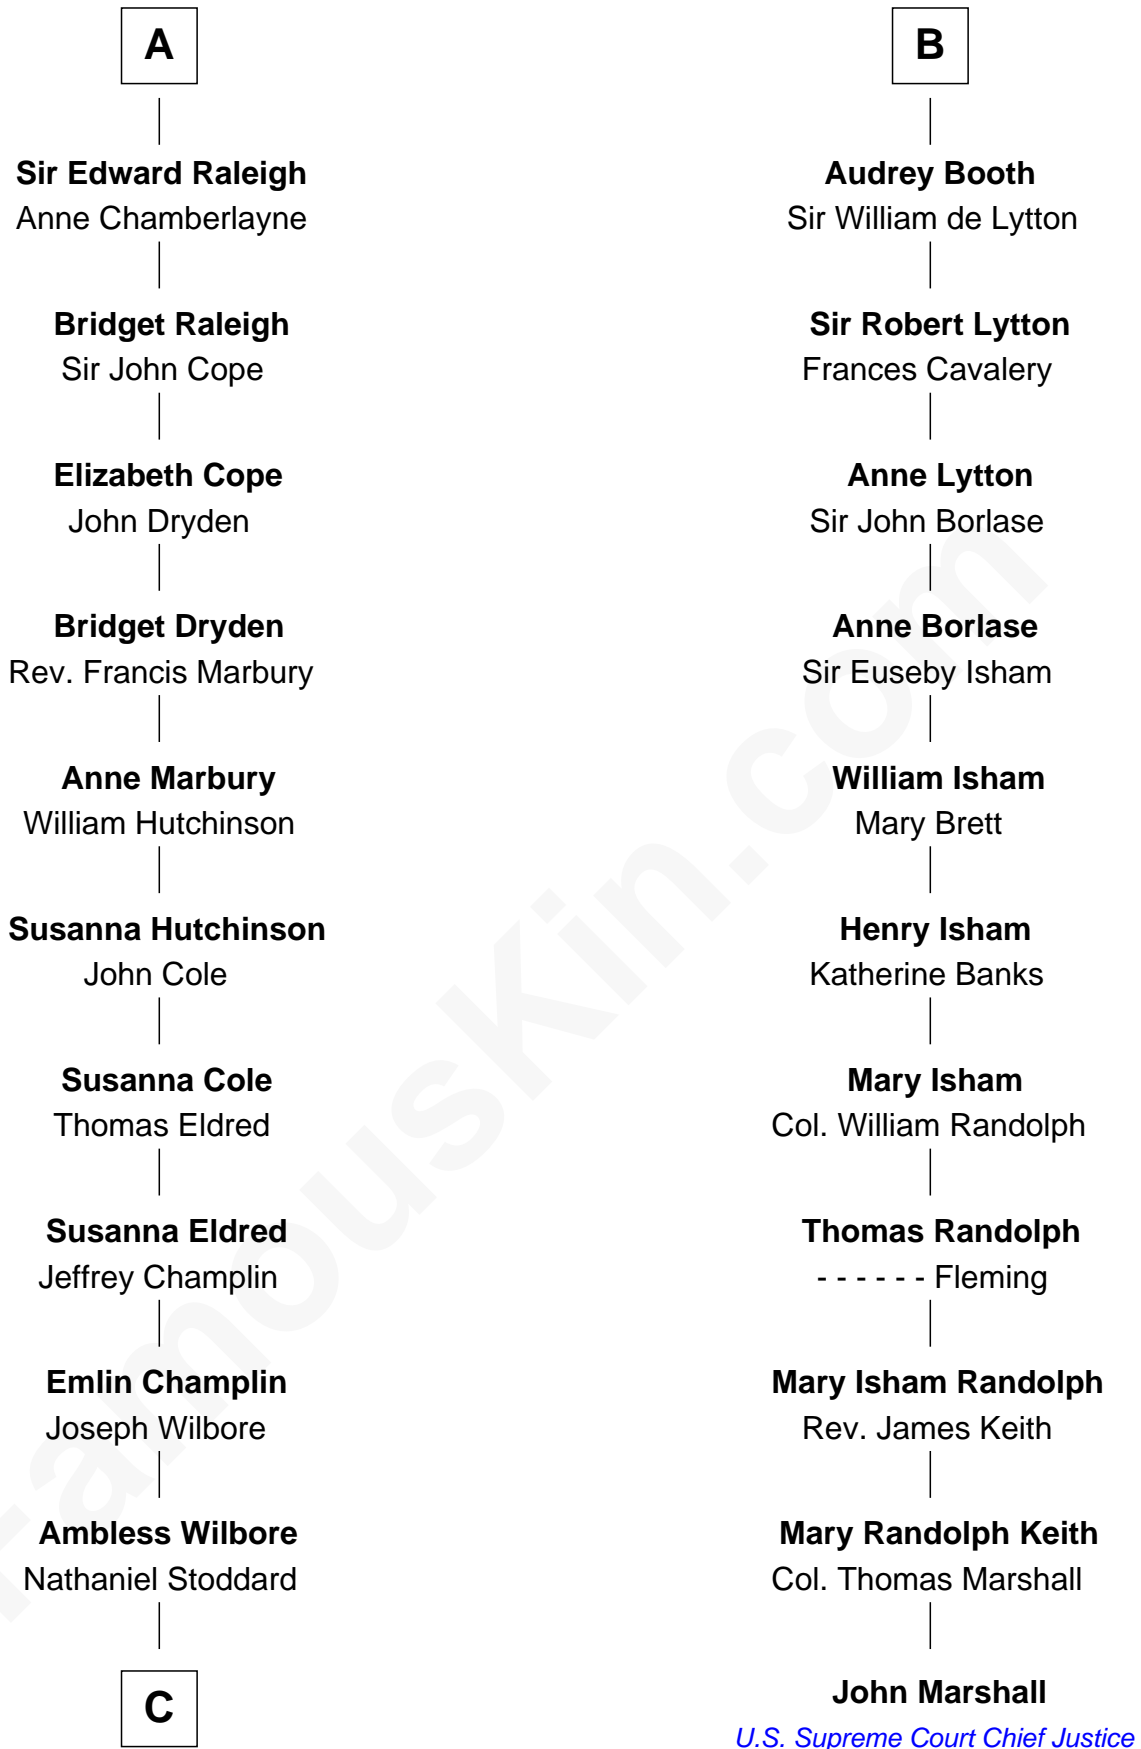 A
Sir Edward Raleigh
Anne Chamberlayne
Bridget Raleigh
Sir John Cope
Elizabeth Cope
John Dryden
Bridget Dryden
Rev. Francis Marbury
Anne Marbury
William Hutchinson
Susanna Hutchinson
John Cole
Susanna Cole
Thomas Eldred
Susanna Eldred
Jeffrey Champlin
Emlin Champlin
Joseph Wilbore
Ambless Wilbore
Nathaniel Stoddard
C
B
Audrey Booth
Sir William de Lytton
Sir Robert Lytton
Frances Cavalery
Anne Lytton
Sir John Borlase
Anne Borlase
Sir Euseby Isham
William Isham
Mary Brett
Henry Isham
Katherine Banks
Mary Isham
Col. William Randolph
Thomas Randolph
- - - - - - Fleming
Mary Isham Randolph
Rev. James Keith
Mary Randolph Keith
Col. Thomas Marshall
John Marshall
U.S. Supreme Court Chief Justice
FamousKin.com